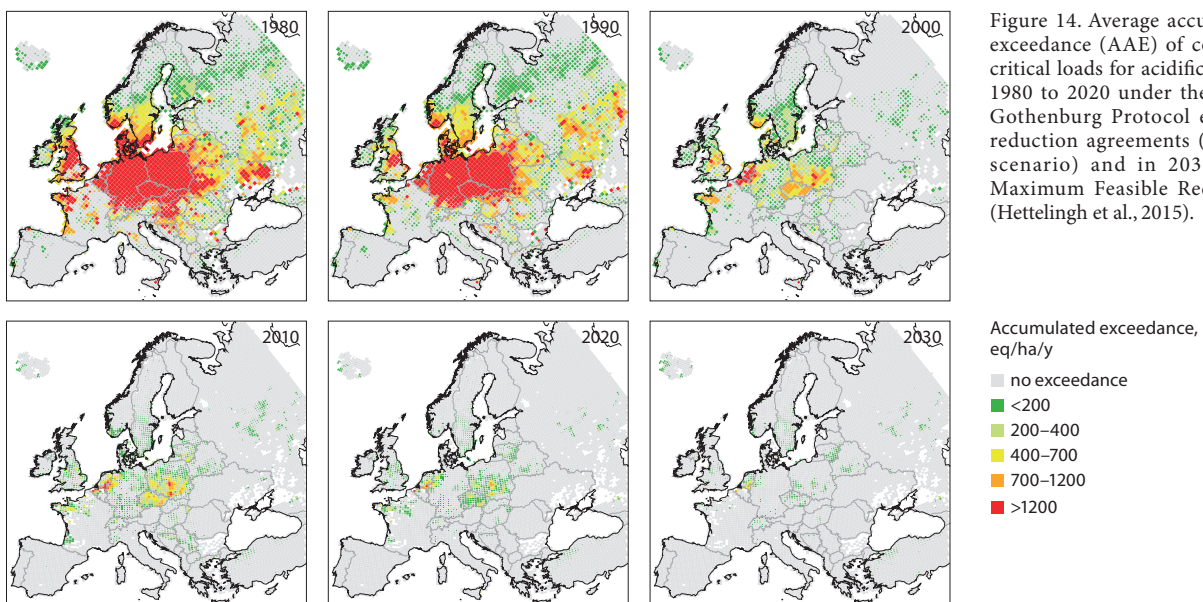 1980
1990
2000
Figure 14. Average accu
exceedance (AAE) of c
critical loads for acidific
1980 to 2020 under the
Gothenburg Protocol e
reduction agreements (
scenario) and in 203
Maximum Feasible Re
(Hettelingh et al., 2015).
2010
2020
2030
Accumulated exceedance,
eq/ha/y
no exceedance
<200
200–400
400–700
700–1200
>1200